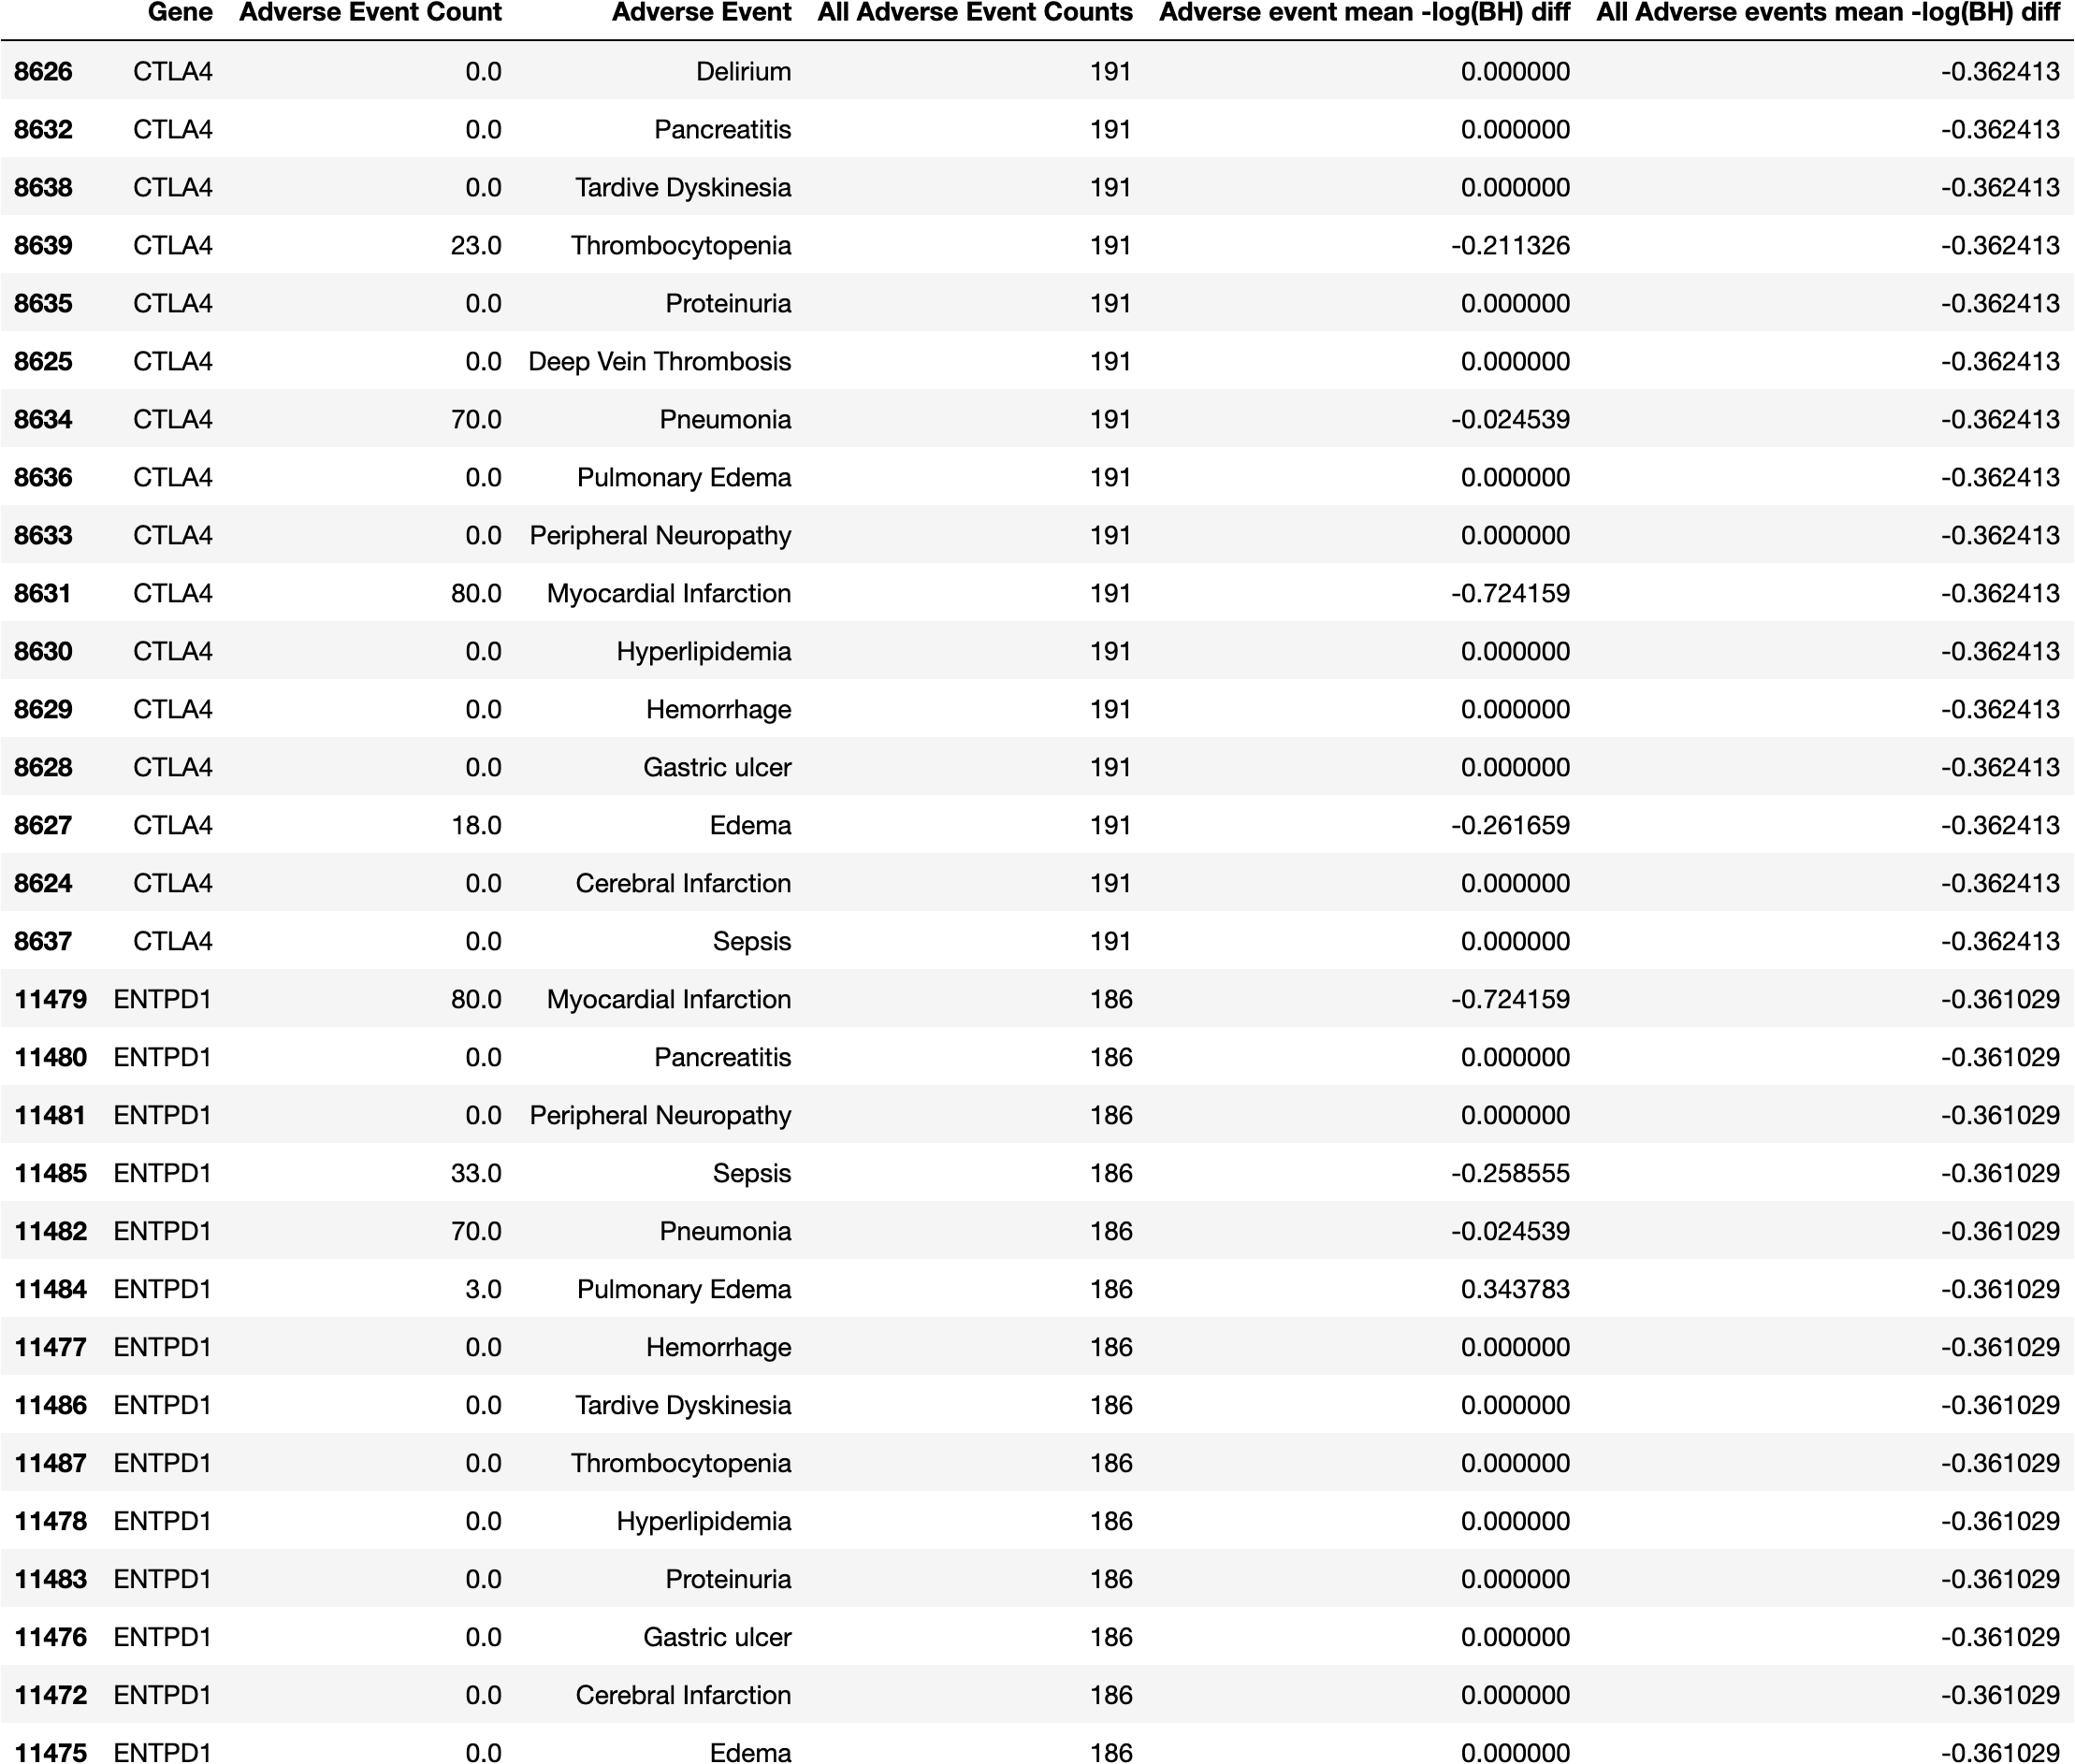 Gene Adverse Event Count Adverse Event All Adverse Event Counts Adverse event mean -log(BH) diff All Adverse events mean -log(BH) diff
8626 CTLA4 0.0 Delirium 191 0.000000 -0.362413
8632 CTLA4 0.0 Pancreatitis 191 0.000000 -0.362413
8638 CTLA4 0.0 Tardive Dyskinesia 191 0.000000 -0.362413
8639 CTLA4 23.0 Thrombocytopenia 191 -0.211326 -0.362413
8635 CTLA4 0.0 Proteinuria 191 0.000000 -0.362413
8625 CTLA4 0.0 Deep Vein Thrombosis 191 0.000000 -0.362413
8634 CTLA4 70.0 Pneumonia 191 -0.024539 -0.362413
8636 CTLA4 0.0 Pulmonary Edema 191 0.000000 -0.362413
8633 CTLA4 0.0 Peripheral Neuropathy 191 0.000000 -0.362413
8631 CTLA4 80.0 Myocardial Infarction 191 -0.724159 -0.362413
8630 CTLA4 0.0 Hyperlipidemia 191 0.000000 -0.362413
8629 CTLA4 0.0 Hemorrhage 191 0.000000 -0.362413
8628 CTLA4 0.0 Gastric ulcer 191 0.000000 -0.362413
8627 CTLA4 18.0 Edema 191 -0.261659 -0.362413
8624 CTLA4 0.0 Cerebral Infarction 191 0.000000 -0.362413
8637 CTLA4 0.0 Sepsis 191 0.000000 -0.362413
11479 ENTPD1 80.0 Myocardial Infarction 186 -0.724159 -0.361029
11480 ENTPD1 0.0 Pancreatitis 186 0.000000 -0.361029
11481 ENTPD1 0.0 Peripheral Neuropathy 186 0.000000 -0.361029
11485 ENTPD1 33.0 Sepsis 186 -0.258555 -0.361029
11482 ENTPD1 70.0 Pneumonia 186 -0.024539 -0.361029
11484 ENTPD1 3.0 Pulmonary Edema 186 0.343783 -0.361029
11477 ENTPD1 0.0 Hemorrhage 186 0.000000 -0.361029
11486 ENTPD1 0.0 Tardive Dyskinesia 186 0.000000 -0.361029
11487 ENTPD1 0.0 Thrombocytopenia 186 0.000000 -0.361029
11478 ENTPD1 0.0 Hyperlipidemia 186 0.000000 -0.361029
11483 ENTPD1 0.0 Proteinuria 186 0.000000 -0.361029
11476 ENTPD1 0.0 Gastric ulcer 186 0.000000 -0.361029
11472 ENTPD1 0.0 Cerebral Infarction 186 0.000000 -0.361029
11475 ENTPD1 0.0 Edema 186 0.000000 -0.361029